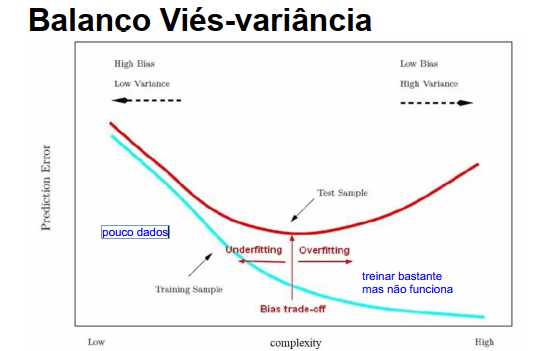 Balanço Viés-variância
High Bias
Low Variance
Low Bias
High Variance
Prediction Error
Test Sample
pouco dados
Underfitting
Overfitting
Training Sample
treinar bastante
mas não funciona
Bias trade-off
Low
complexity
High